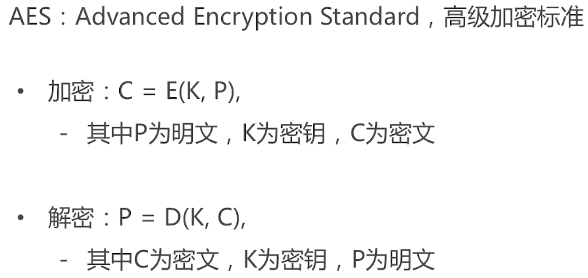 AES：Advanced Encryption Standard，高级加密标准
• 加密：C = E(K, P),
- 其中P为明文，K为密钥，C为密文
• 解密：P = D(K, C),
- 其中C为密文，K为密钥，P为明文